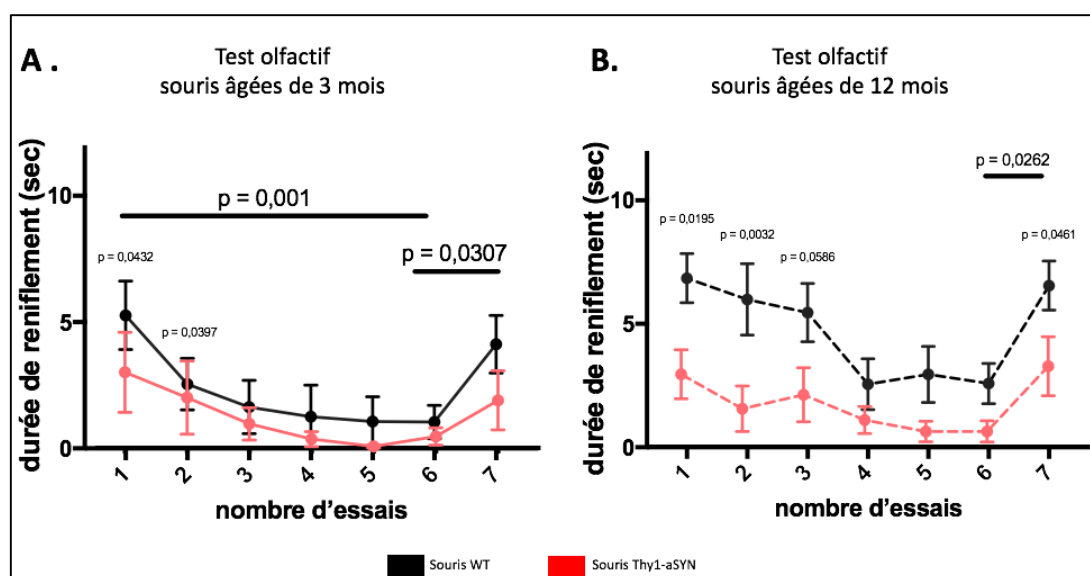 A .
Test olfactif
souris âgées de 3 mois
durée de reniflement (sec)
10
5
0
p = 0,001
p = 0,0307
p = 0,0432
p = 0,0397
1 2 3 4 5 6 7
nombre d’essais
B.
Test olfactif
souris âgées de 12 mois
durée de reniflement (sec)
10
5
0
p = 0,0262
p = 0,0195
p = 0,0032
p = 0,0586
p = 0,0461
1 2 3 4 5 6 7
nombre d’essais
Souris WT
Souris Thy1-aSYN